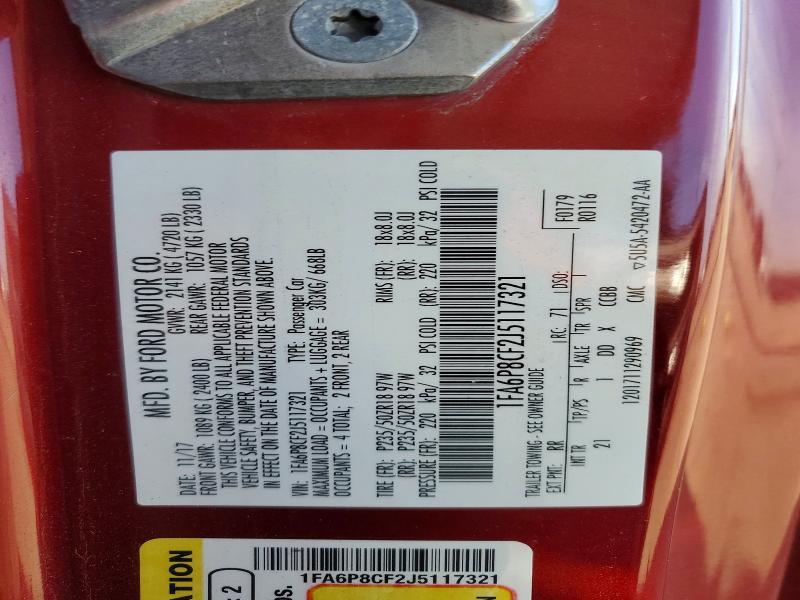 MFD. BY FORD MOTOR CO.
DATE: 11/17 GVWR: 2141 KG ( 4720 LB)
FRONT GAWR: 1089 KG ( 2400 LB) REAR GAWR: 1057 KG ( 2330 LB)
THIS VEHICLE CONFORMS TO ALL APPLICABLE FEDERAL MOTOR
VEHICLE SAFETY, BUMPER, AND THEFT PREVENTION STANDARDS
IN EFFECT ON THE DATE OF MANUFACTURE SHOWN ABOVE.
VIN: 1FA6P8CF2J5117321 TYPE: Passenger Car
MAXIMUM LOAD = OCCUPANTS + LUGGAGE = 303KG/ 668LB
OCCUPANTS = 4 TOTAL; 2 FRONT, 2 REAR
TIRE (FR): P235/50ZR18 97W RIMS (FR): 18x8.0J
(RR): P235/50ZR18 97W (RR): 18x8.0J
PRESSURE (FR): 220 kPa/ 32 PSI COLD (RR): 220 kPa/ 32 PSI COLD
1FA6P8CF2J5117321
TRAILER TOWING - SEE OWNER GUIDE
F0179
EXT PNT: RR RC: 71 DSO: R0116
INT TR TP/PS R AXLE TR SPR
21 I DD X CCBB
1201711290969 CMC ▽5U5A-5420472-AA
ATION
: 2
os.
1FA6P8CF2J5117321